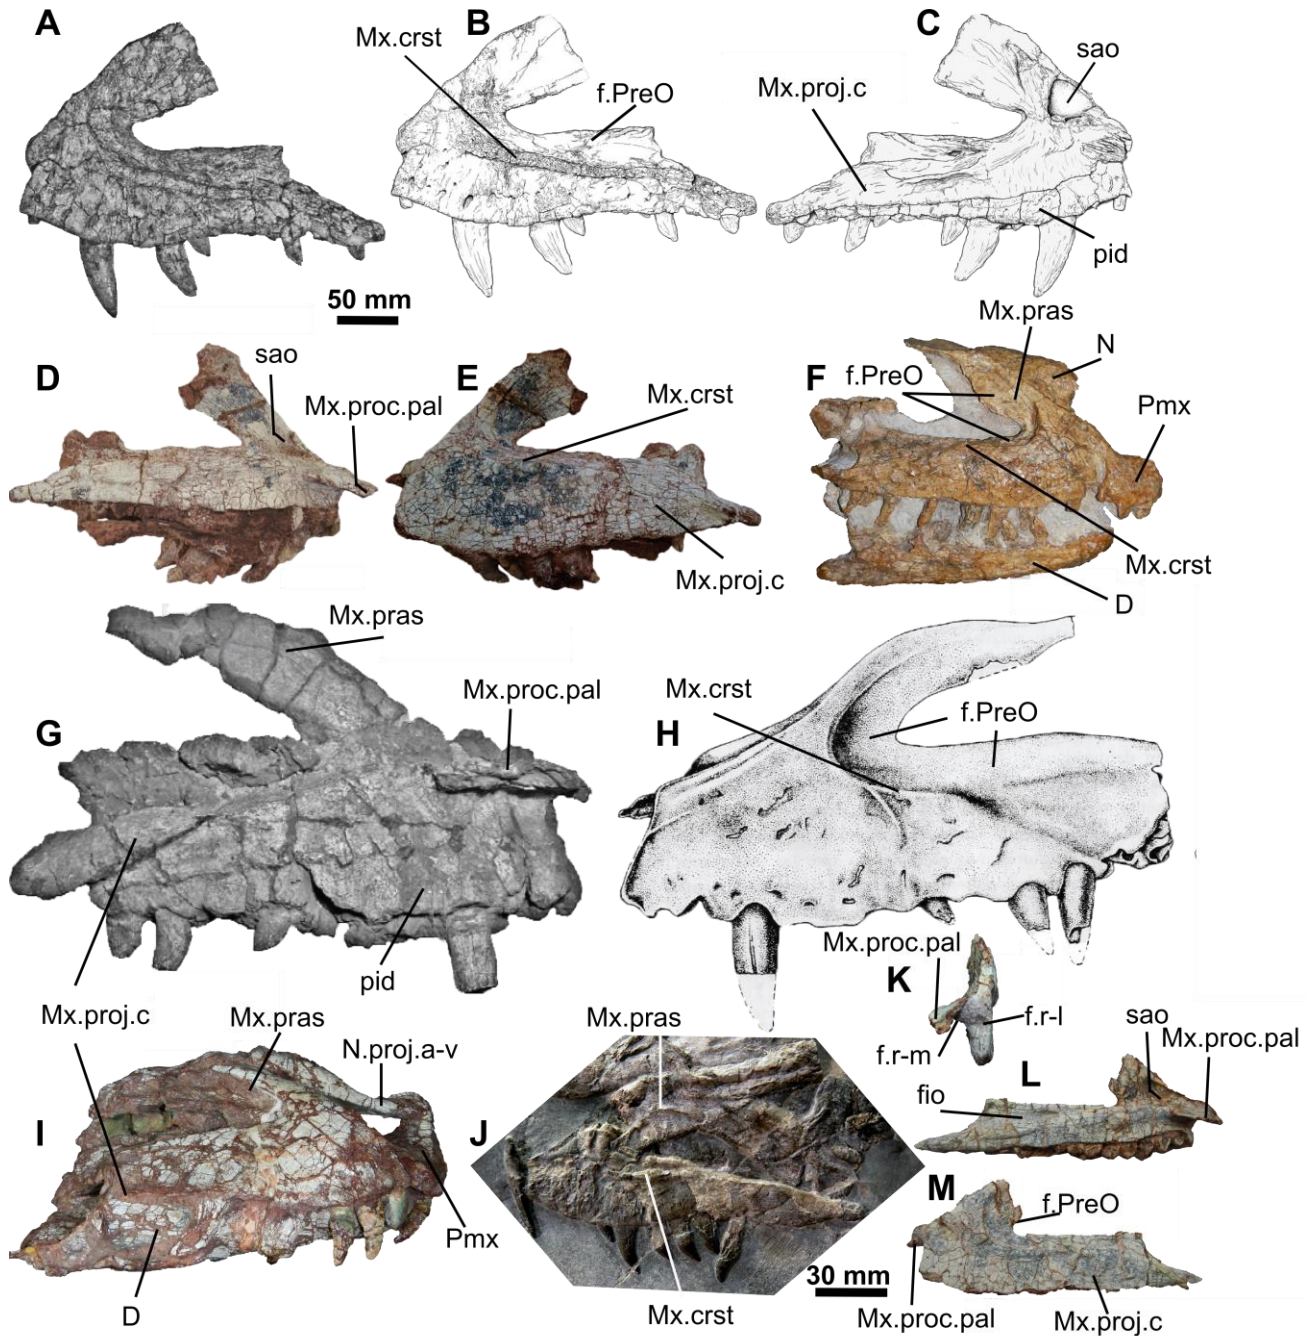 A
B
C
Mx.crst
f.PreO
Mx.proj.c
sao
pid
50 mm
D
sao
Mx.proc.pal
E
Mx.crst
Mx.proj.c
F
f.PreO
Mx.pras
N
Pmx
Mx.crst
D
G
Mx.pras
Mx.proc.pal
pid
Mx.proj.c
H
Mx.crst
f.PreO
I
Mx.pras
N.proj.a-v
Pmx
D
J
Mx.pras
Mx.crst
30 mm
K
Mx.proc.pal
f.r-l
f.r-m
L
fio
sao
Mx.proc.pal
M
f.PreO
Mx.proc.pal
Mx.proj.c